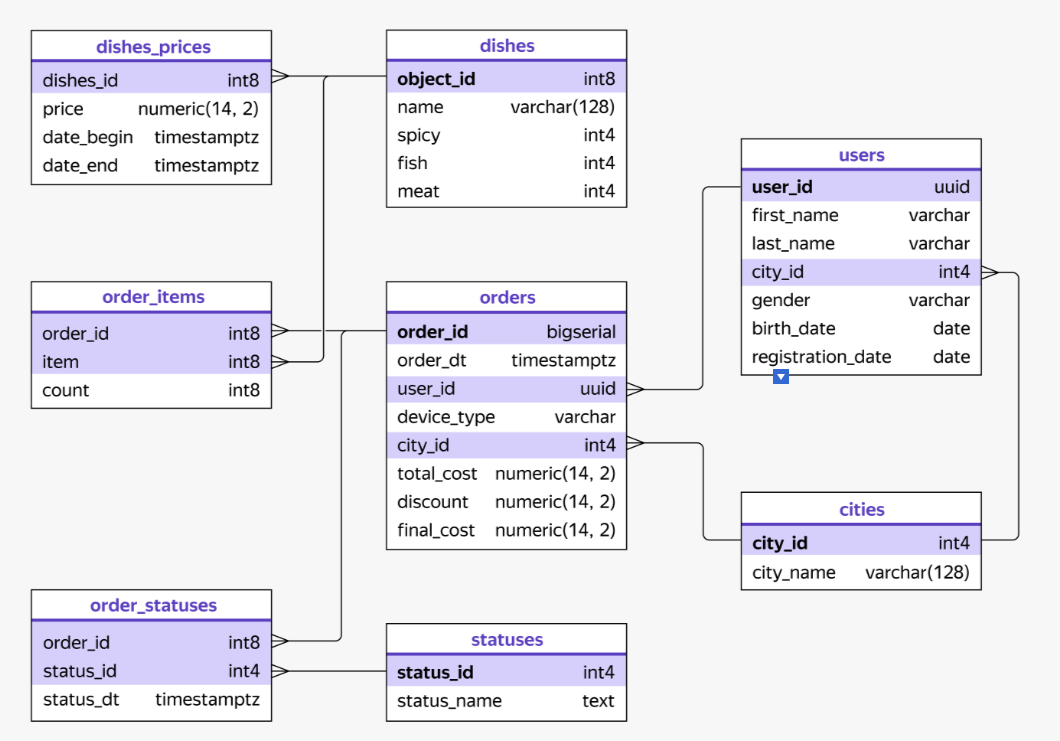 dishes_prices
dishes_id int8
price numeric(14, 2)
date_begin timestamptz
date_end timestamptz
dishes
object_id int8
name varchar(128)
spicy int4
fish int4
meat int4
users
user_id uuid
first_name varchar
last_name varchar
city_id int4
gender varchar
birth_date date
registration_date date
order_items
order_id int8
item int8
count int8
orders
order_id bigserial
order_dt timestamptz
user_id uuid
device_type varchar
city_id int4
total_cost numeric(14, 2)
discount numeric(14, 2)
final_cost numeric(14, 2)
cities
city_id int4
city_name varchar(128)
order_statuses
order_id int8
status_id int4
status_dt timestamptz
statuses
status_id int4
status_name text